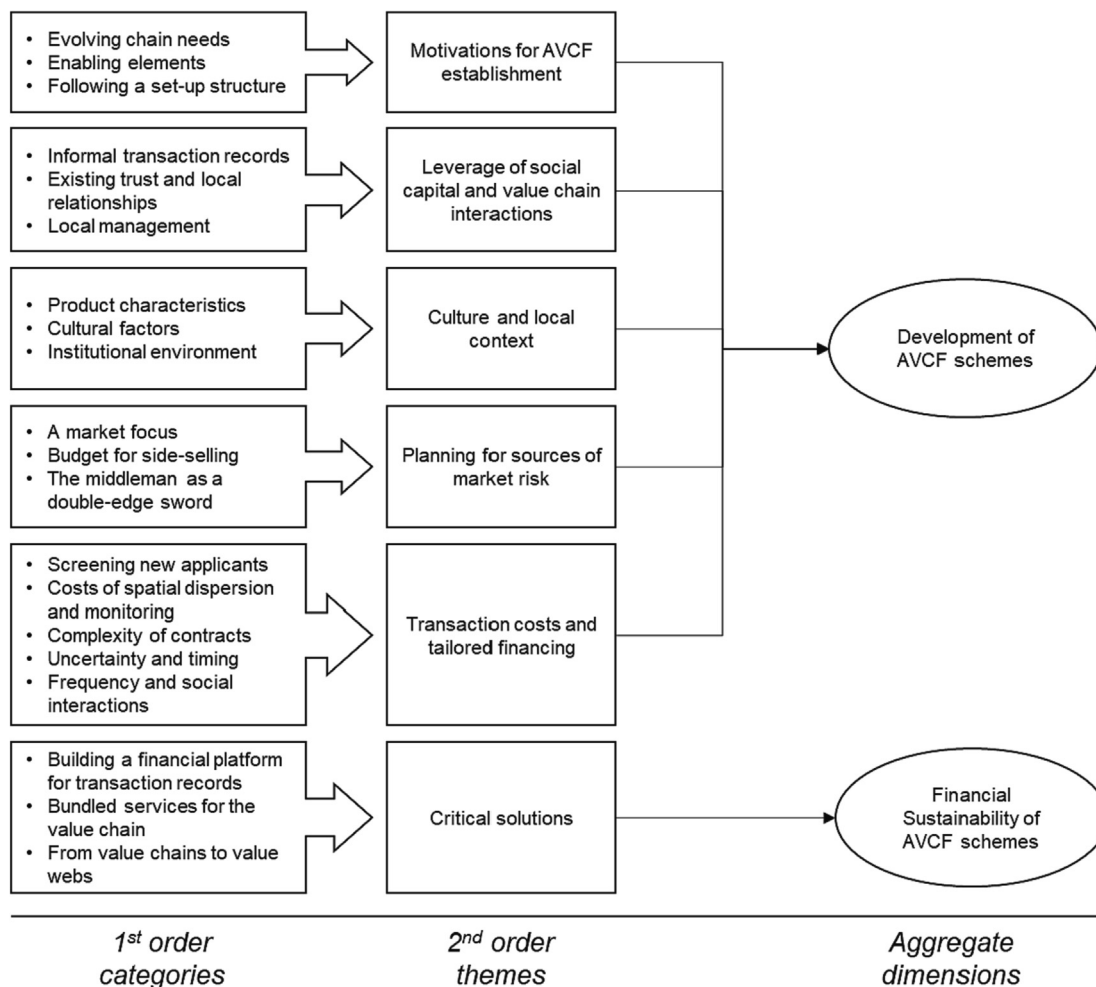 • Evolving chain needs
• Enabling elements
• Following a set-up structure
Motivations for AVCF
establishment
• Informal transaction records
• Existing trust and local
relationships
• Local management
Leverage of social
capital and value chain
interactions
• Product characteristics
• Cultural factors
• Institutional environment
Culture and local
context
• A market focus
• Budget for side-selling
• The middleman as a
double-edge sword
Planning for sources of
market risk
• Screening new applicants
• Costs of spatial dispersion
and monitoring
• Complexity of contracts
• Uncertainty and timing
• Frequency and social
interactions
Transaction costs and
tailored financing
Development of
AVCF schemes
• Building a financial platform
for transaction records
• Bundled services for the
value chain
• From value chains to value
webs
Critical solutions
Financial
Sustainability of
AVCF schemes
1st order
categories
2nd order
themes
Aggregate
dimensions